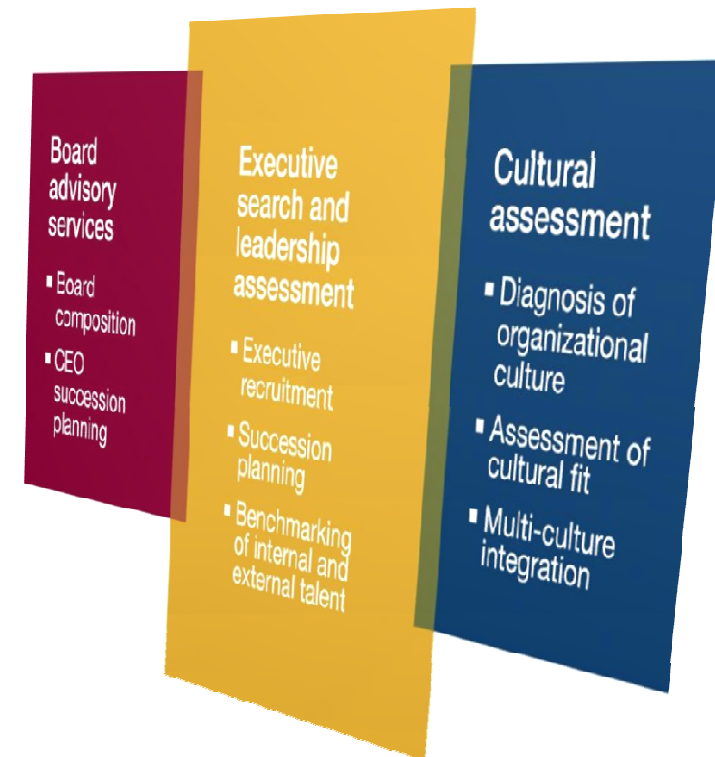 Board
advisory
services
▪ Board
composition
▪ CEO
succession
planning
Executive
search and
leadership
assessment
▪ Executive
recruitment
▪ Succession
planning
▪ Benchmarking
of internal and
external talent
Cultural
assessment
▪ Diagnosis of
organizational
culture
▪ Assessment of
cultural fit
▪ Multi-culture
integration